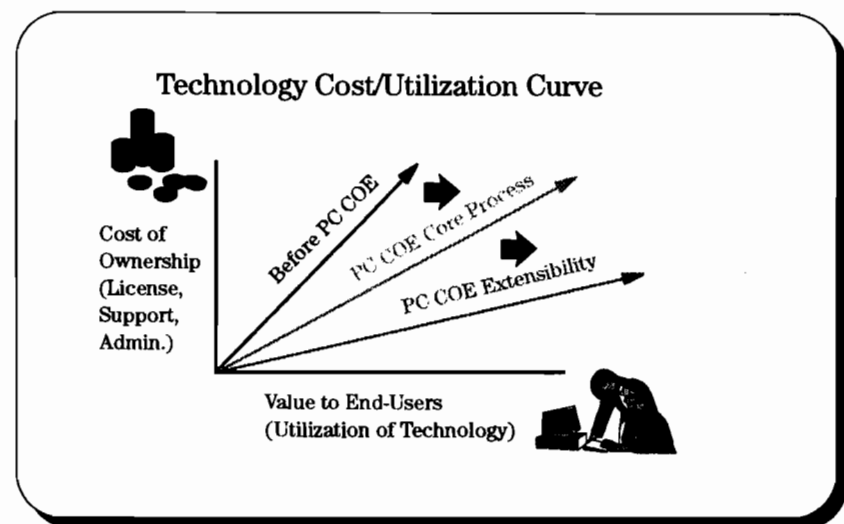 Technology Cost/Utilization Curve
Before PC COE
PC COE Core Process
PC COE Extensibility
Cost of
Ownership
(License,
Support,
Admin.)
Value to End-Users
(Utilization of Technology)